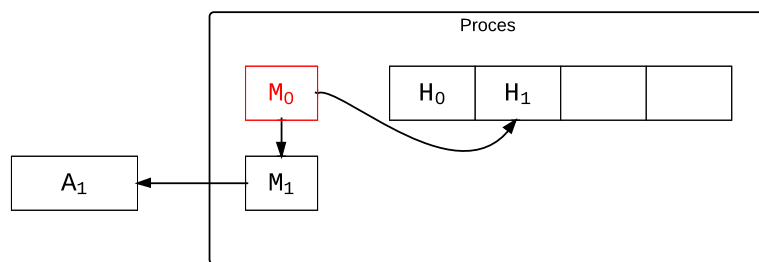 Proces
M₀ H₀ H₁
A₁ M₁